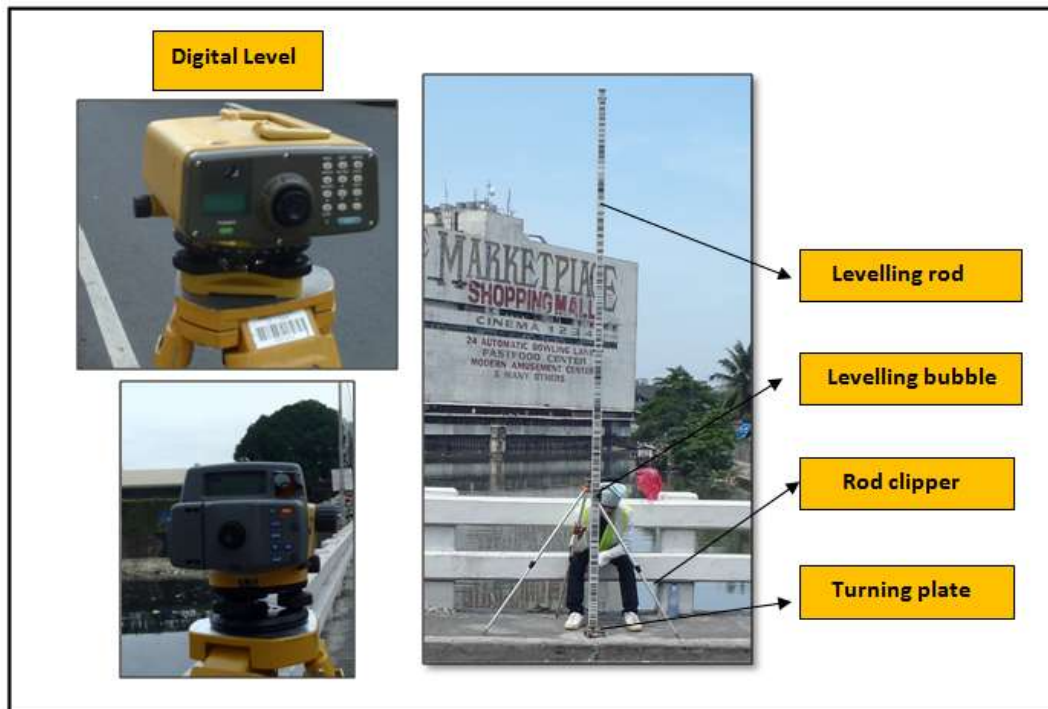 Digital Level
MARKETPLACE
SHOPPING MALL
CINEMA 1 2 3 4
24 AUTOMATIC BOWLING LANE
FASTFOOD CENTER
MODERN AMUSEMENT CENTER
& MANY OTHERS
Levelling rod
Levelling bubble
Rod clipper
Turning plate